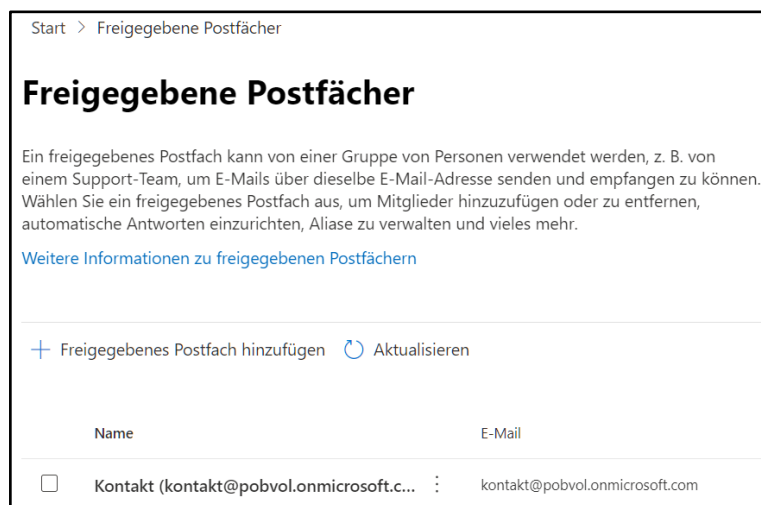 Start > Freigegebene Postfächer
Freigegebene Postfächer
Ein freigegebenes Postfach kann von einer Gruppe von Personen verwendet werden, z. B. von
einem Support-Team, um E-Mails über dieselbe E-Mail-Adresse senden und empfangen zu können.
Wählen Sie ein freigegebenes Postfach aus, um Mitglieder hinzuzufügen oder zu entfernen,
automatische Antworten einzurichten, Aliase zu verwalten und vieles mehr.
Weitere Informationen zu freigegebenen Postfächern
Freigegebenes Postfach hinzufügen Aktualisieren
Name E-Mail
Kontakt (kontakt@pobvol.onmicrosoft.c... kontakt@pobvol.onmicrosoft.com